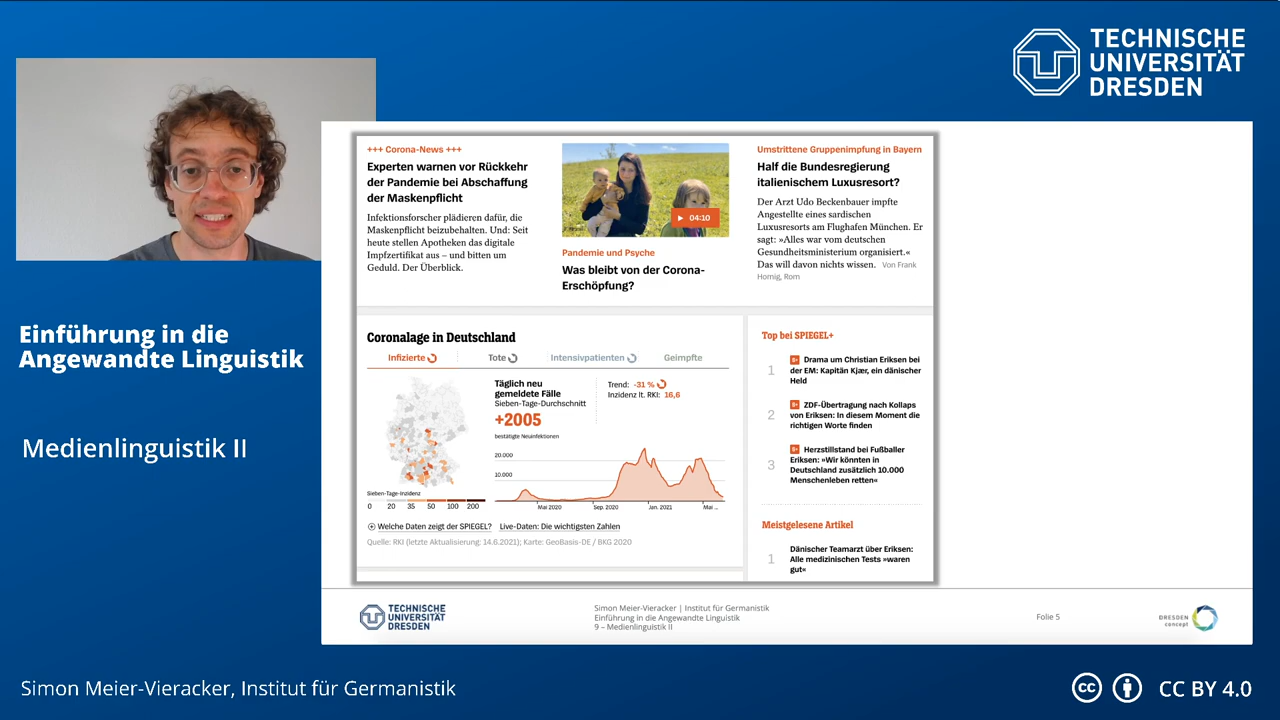 TECHNISCHE
UNIVERSITÄT
DRESDEN
Einführung in die
Angewandte Linguistik
Medienlinguistik II
+++ Corona-News +++
Experten warnen vor Rückkehr
der Pandemie bei Abschaffung
der Maskenpflicht
Infektionsforscher plädieren dafür, die
Maskenpflicht beizubehalten. Und: Seit
heute stellen Apotheken das digitale
Impfzertifikat aus – und bitten um
Geduld. Der Überblick.
04:10
Pandemie und Psyche
Was bleibt von der Corona-
Erschöpfung?
Umstrittene Gruppenimpfung in Bayern
Half die Bundesregierung
italienischem Luxusresort?
Der Arzt Udo Beckenbauer impfte
Angestellte eines sardischen
Luxusresorts am Flughafen München. Er
sagt: »Alles war vom deutschen
Gesundheitsministerium organisiert.«
Das will davon nichts wissen. Von Frank
Hornig, Rom
Coronalage in Deutschland
Infizierte
Tote
Intensivpatienten
Geimpfte
Täglich neu
gemeldete Fälle
Sieben-Tage-Durchschnitt
+2005
bestätigte Neuinfektionen
Trend: -31 %
Inzidenz lt. RKI: 16,6
20.000
10.000
Mai 2020 Sep. 2020 Jan. 2021 Mai ...
Sieben-Tage-Inzidenz
0 20 35 50 100 200
Welche Daten zeigt der SPIEGEL? Live-Daten: Die wichtigsten Zahlen
Quelle: RKI (letzte Aktualisierung: 14.6.2021); Karte: GeoBasis-DE / BKG 2020
Top bei SPIEGEL+
1
S+ Drama um Christian Eriksen bei
der EM: Kapitän Kjær, ein dänischer
Held
2
S+ ZDF-Übertragung nach Kollaps
von Eriksen: In diesem Moment die
richtigen Worte finden
3
S+ Herzstillstand bei Fußballer
Eriksen: »Wir könnten in
Deutschland zusätzlich 10.000
Menschenleben retten«
Meistgelesene Artikel
1
Dänischer Teamarzt über Eriksen:
Alle medizinischen Tests »waren
gut«
TECHNISCHE
UNIVERSITÄT
DRESDEN
Simon Meier-Vieracker | Institut für Germanistik
Einführung in die Angewandte Linguistik
9 – Medienlinguistik II
Folie 5
DRESDEN
concept
Simon Meier-Vieracker, Institut für Germanistik
cc
CC BY 4.0